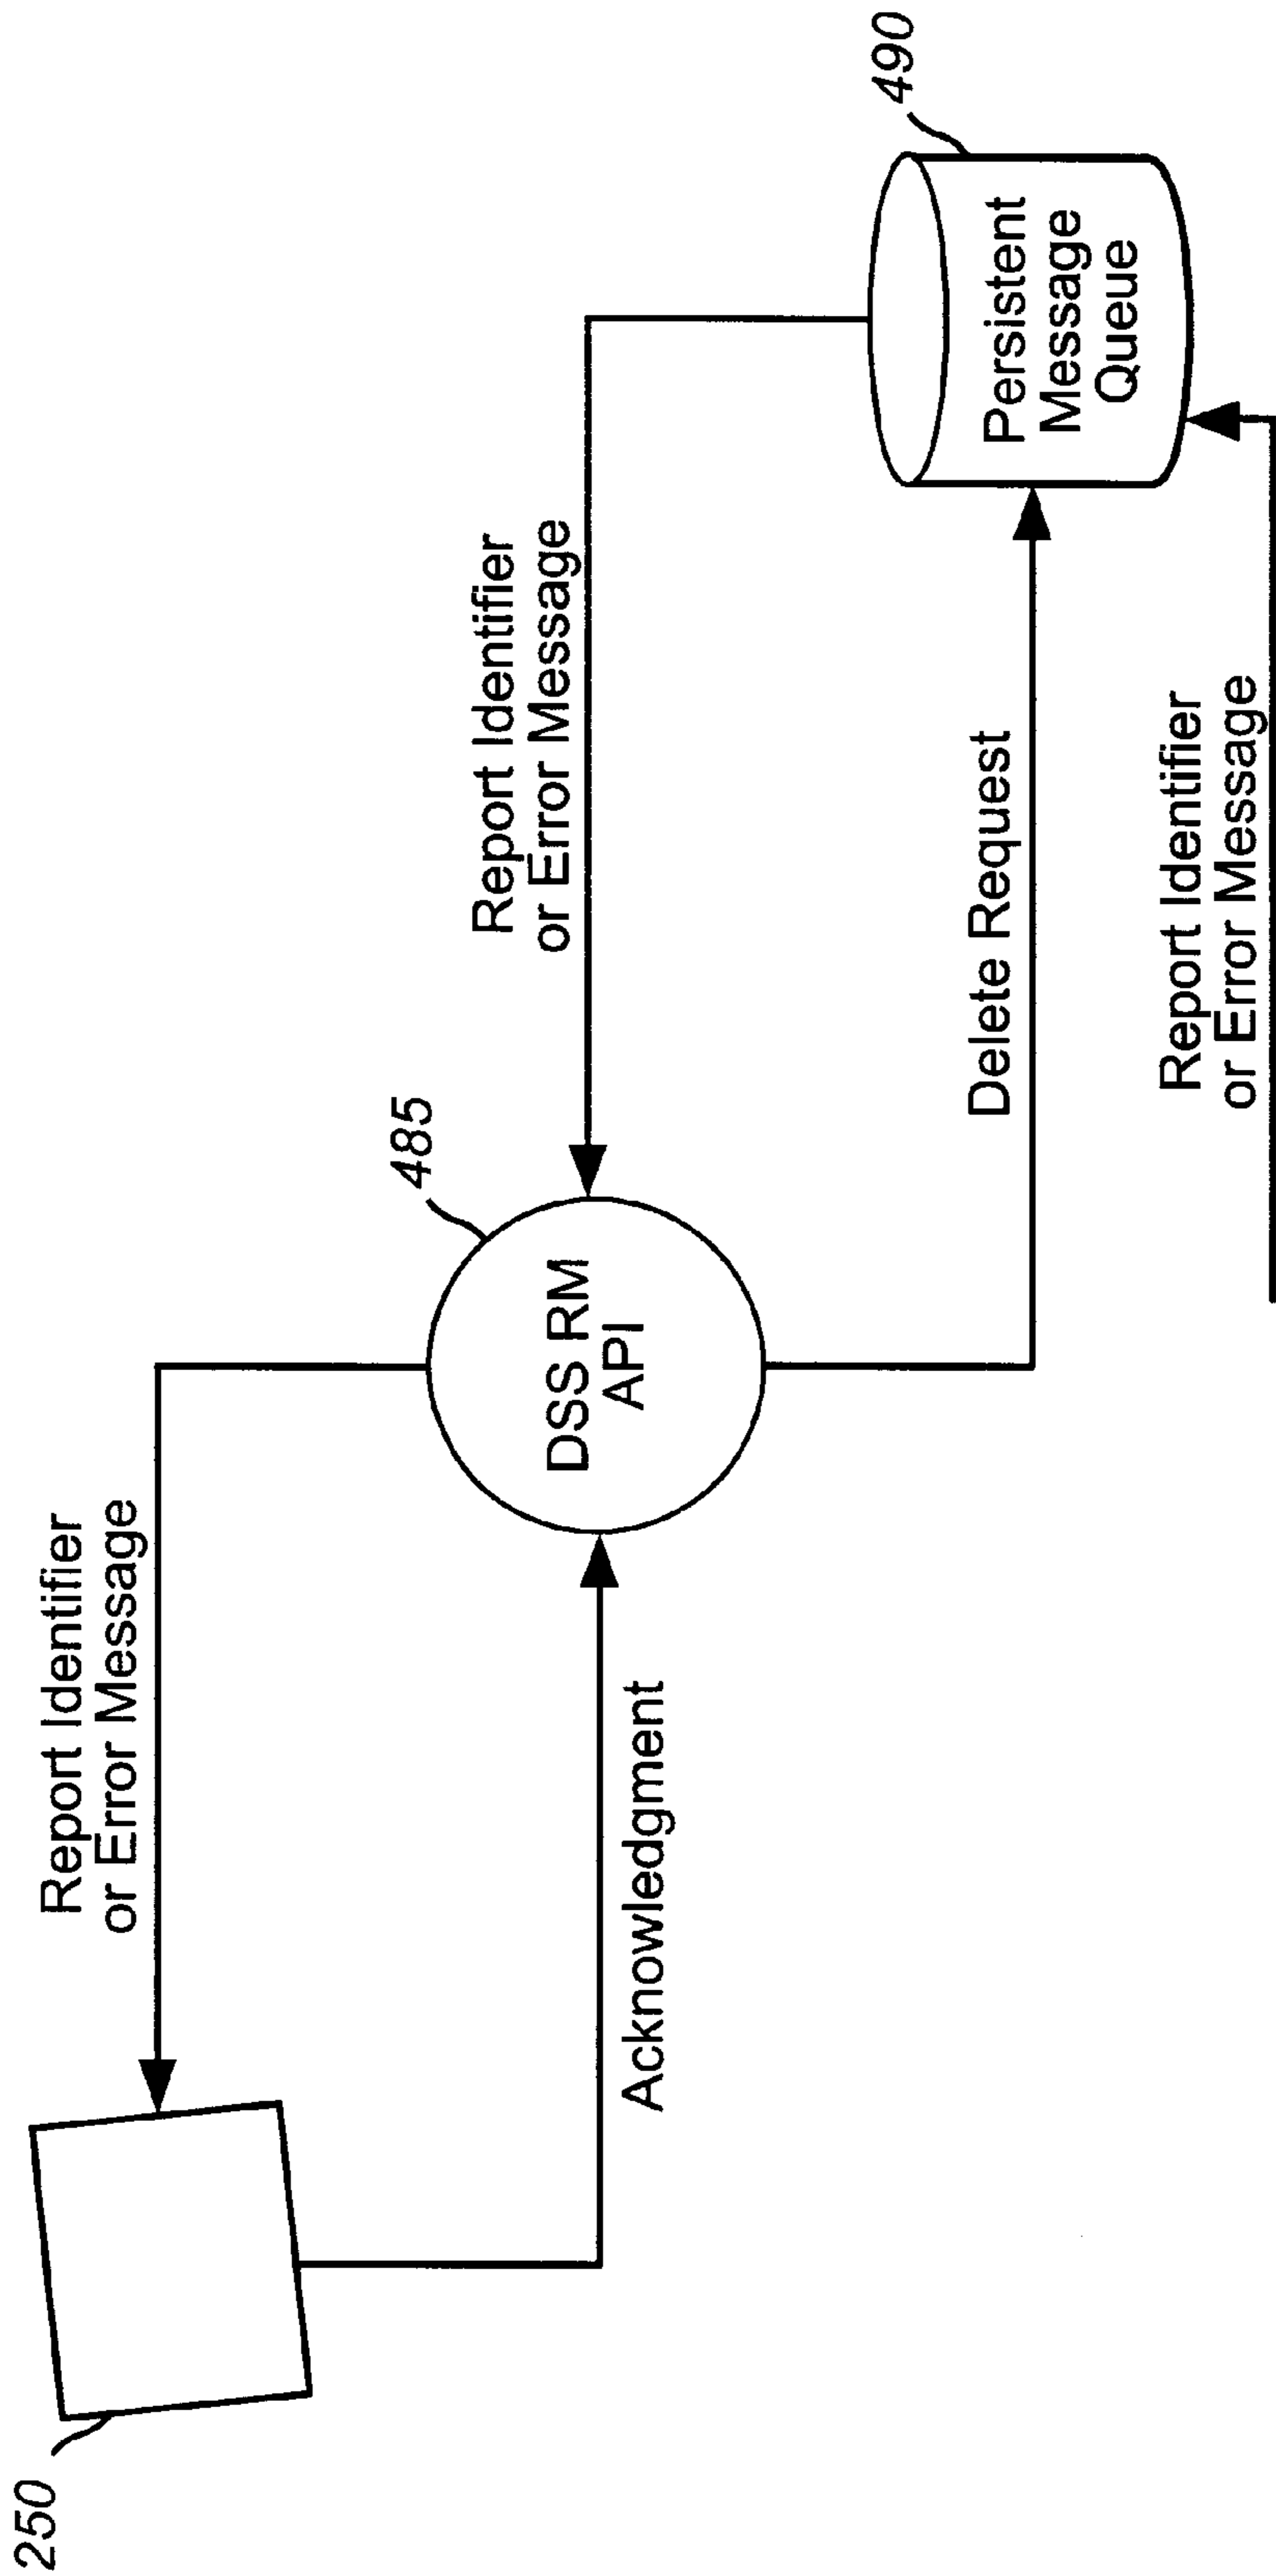 250
Report Identifier
or Error Message
Acknowledgment
485
DSS RM
API
Report Identifier
or Error Message
Delete Request
490
Persistent
Message
Queue
Report Identifier
or Error Message